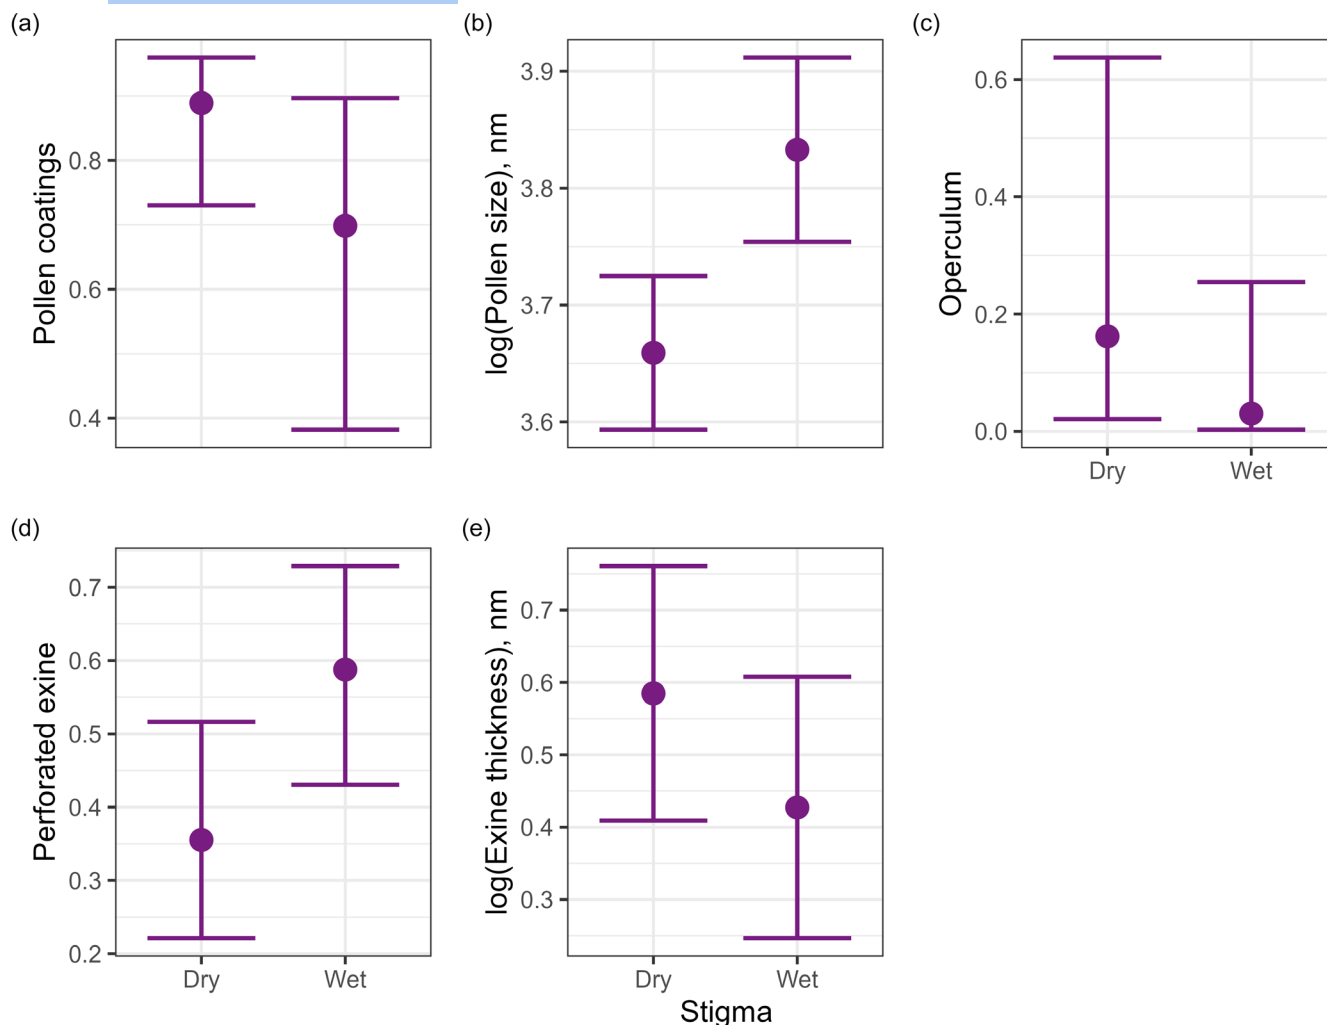 (a)
(b)
(c)
Pollen coatings
0.8
0.6
0.4
log(Pollen size), nm
3.9
3.8
3.7
3.6
Operculum
0.6
0.4
0.2
0.0
Dry Wet
(d)
(e)
Perforated exine
0.7
0.6
0.5
0.4
0.3
0.2
Dry Wet
log(Exine thickness), nm
0.7
0.6
0.5
0.4
0.3
Dry Wet
Stigma